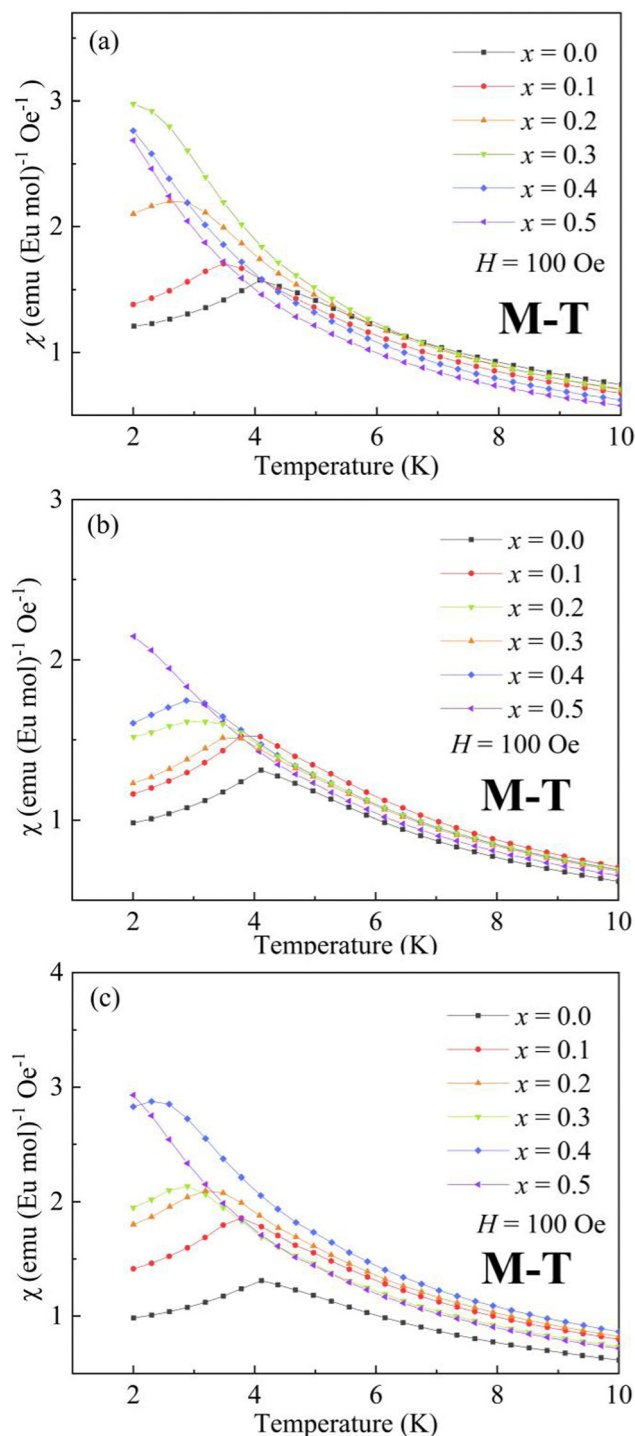 (a)
x = 0.0
x = 0.1
x = 0.2
x = 0.3
x = 0.4
x = 0.5
H = 100 Oe
M-T
χ (emu (Eu mol)⁻¹ Oe⁻¹)
3
2
1
2 4 6 8 10
Temperature (K)
(b)
x = 0.0
x = 0.1
x = 0.2
x = 0.3
x = 0.4
x = 0.5
H = 100 Oe
M-T
χ (emu (Eu mol)⁻¹ Oe⁻¹)
3
2
1
2 4 6 8 10
Temperature (K)
(c)
x = 0.0
x = 0.1
x = 0.2
x = 0.3
x = 0.4
x = 0.5
H = 100 Oe
M-T
χ (emu (Eu mol)⁻¹ Oe⁻¹)
4
3
2
1
2 4 6 8 10
Temperature (K)